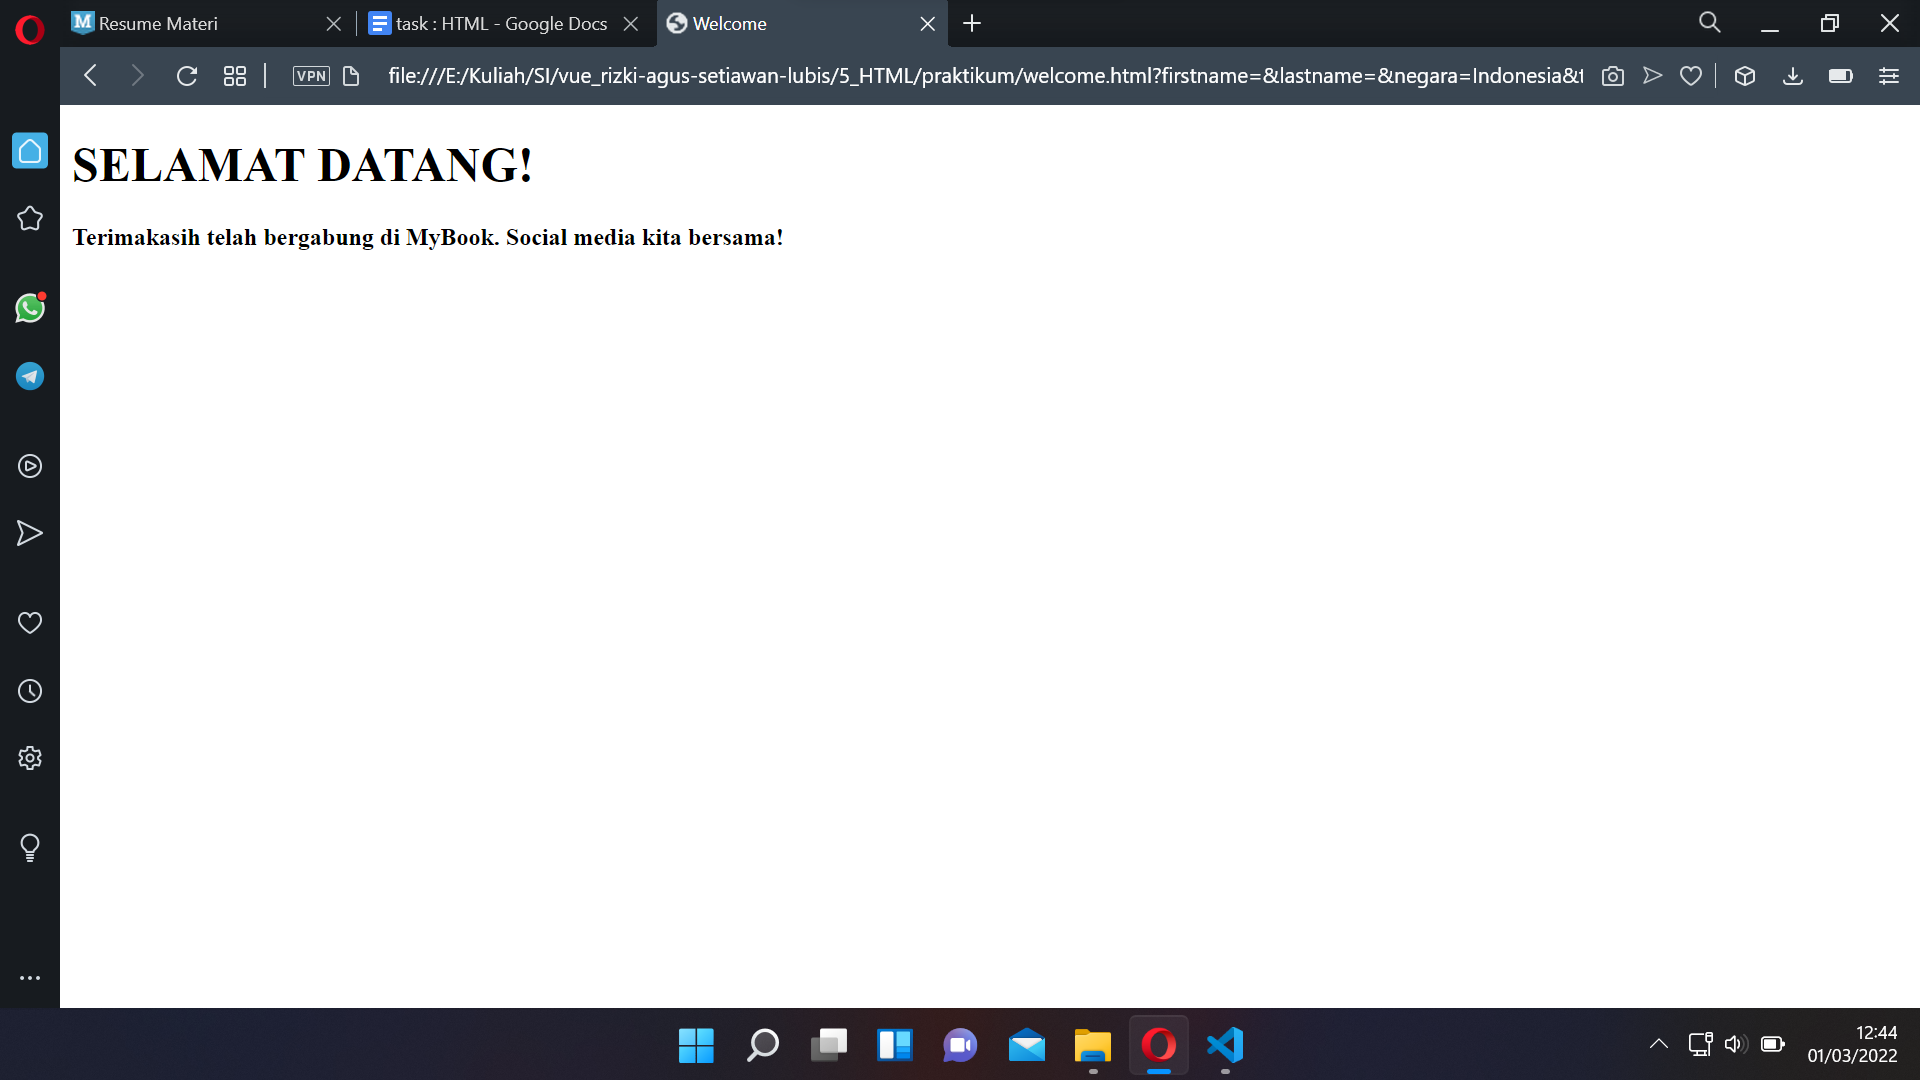 Resume Materi
task : HTML - Google Docs
Welcome
VPN
file:///E:/Kuliah/SI/vue_rizki-agus-setiawan-lubis/5_HTML/praktikum/welcome.html?firstname=&lastname=&negara=Indonesia&t
SELAMAT DATANG!
Terimakasih telah bergabung di MyBook. Social media kita bersama!
12:44
01/03/2022